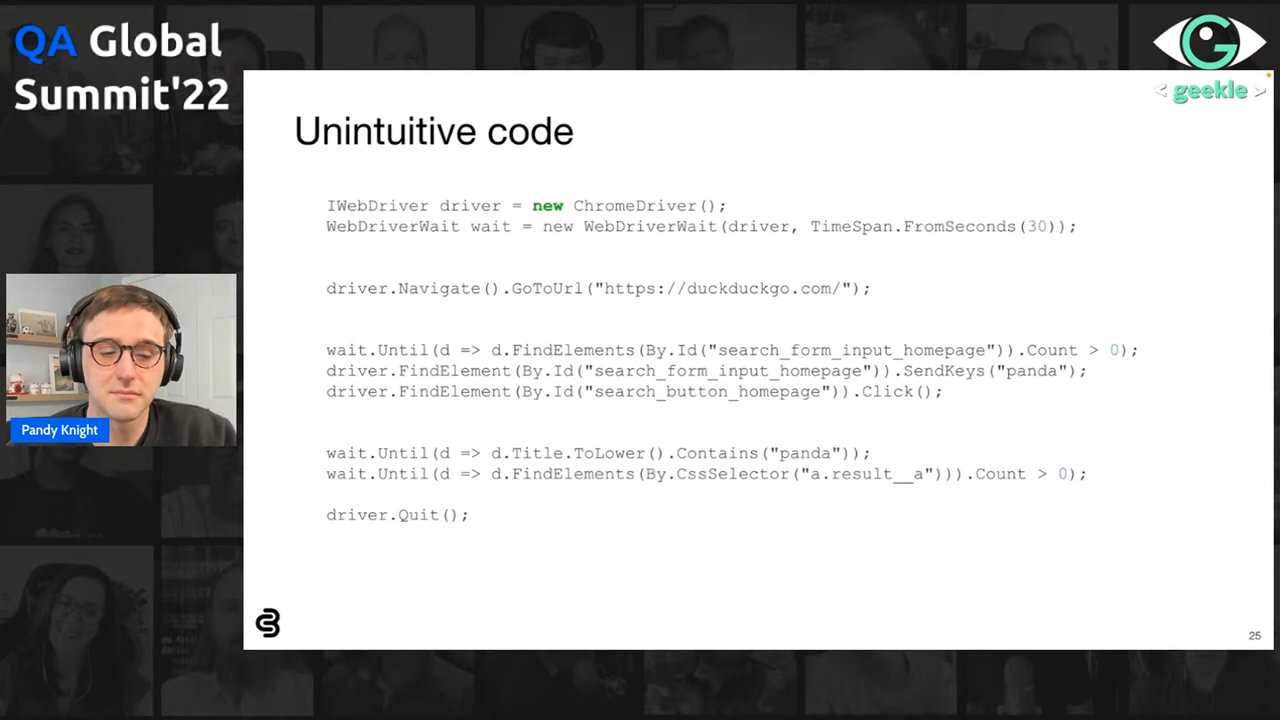 QA Global
Summit'22
< geekle >
Unintuitive code
IWebDriver driver = new ChromeDriver();
WebDriverWait wait = new WebDriverWait(driver, TimeSpan.FromSeconds(30));
driver.Navigate().GoToUrl("https://duckduckgo.com/");
wait.Until(d => d.FindElements(By.Id("search_form_input_homepage")).Count > 0);
driver.FindElement(By.Id("search_form_input_homepage")).SendKeys("panda");
driver.FindElement(By.Id("search_button_homepage")).Click();
wait.Until(d => d.Title.ToLower().Contains("panda"));
wait.Until(d => d.FindElements(By.CssSelector("a.result__a"))).Count > 0);
driver.Quit();
Pandy Knight
25